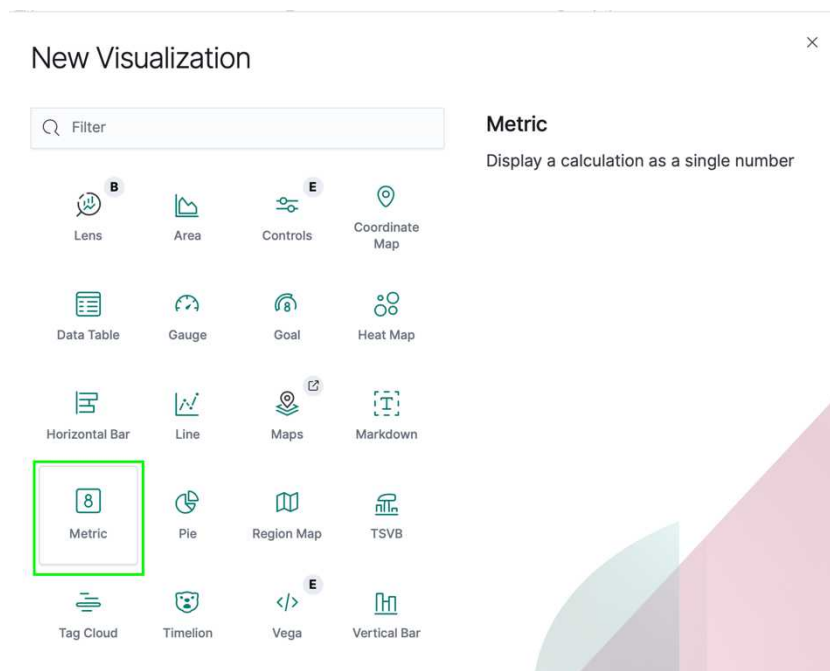 New Visualization
Filter
Metric
Display a calculation as a single number
B
E
Lens
Area
Controls
Coordinate
Map
Data Table
Gauge
8
Goal
Heat Map
Horizontal Bar
Line
Maps
T
Markdown
8
Metric
Pie
Region Map
TSVB
E
Tag Cloud
Timelion
</>
Vega
Vertical Bar